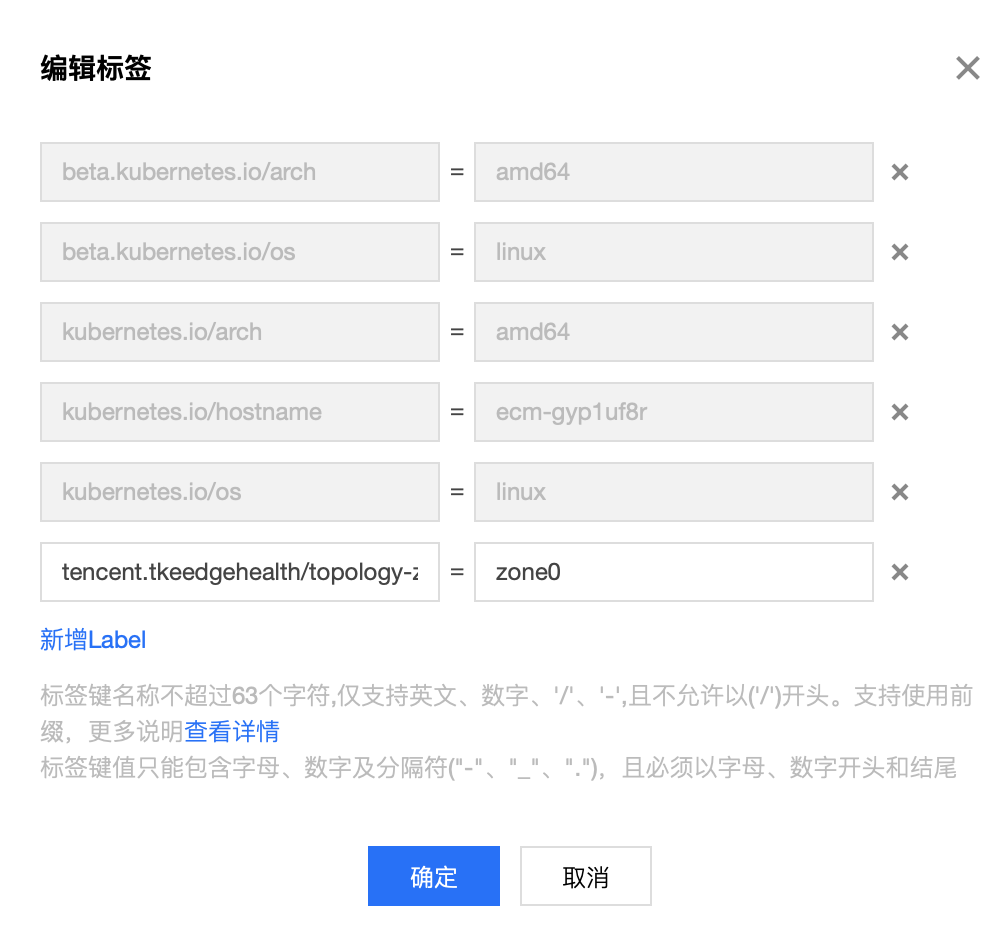 编辑标签
beta.kubernetes.io/arch = amd64
beta.kubernetes.io/os = linux
kubernetes.io/arch = amd64
kubernetes.io/hostname = ecm-gyp1uf8r
kubernetes.io/os = linux
tencent.tkeedgehealth/topology-z = zone0
新增Label
标签键名称不超过63个字符,仅支持英文、数字、'/'、'-',且不允许以('/')开头。支持使用前
缀，更多说明查看详情
标签键值只能包含字母、数字及分隔符("-"、"_"、".")，且必须以字母、数字开头和结尾
确定 取消